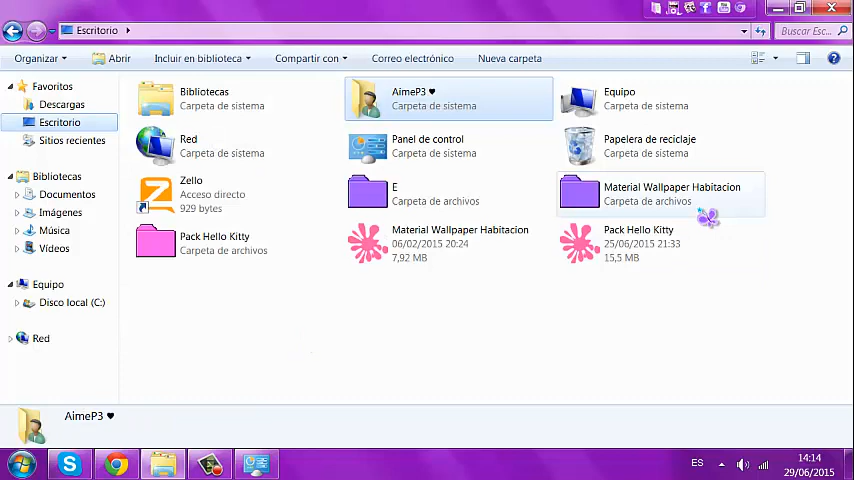 Escritorio
Buscar Esc...
Organizar
Abrir
Incluir en biblioteca
Compartir con
Correo electrónico
Nueva carpeta
Favoritos
Descargas
Escritorio
Sitios recientes
Bibliotecas
Documentos
Imágenes
Música
Vídeos
Equipo
Disco local (C:)
Red
Bibliotecas
Carpeta de sistema
AimeP3 ♥
Carpeta de sistema
Equipo
Carpeta de sistema
Red
Carpeta de sistema
Panel de control
Carpeta de sistema
Papelera de reciclaje
Carpeta de sistema
Zello
Acceso directo
929 bytes
E
Carpeta de archivos
Material Wallpaper Habitacion
Carpeta de archivos
Pack Hello Kitty
Carpeta de archivos
Material Wallpaper Habitacion
06/02/2015 20:24
7,92 MB
Pack Hello Kitty
25/06/2015 21:33
15,5 MB
AimeP3 ♥
ES
14:14
29/06/2015